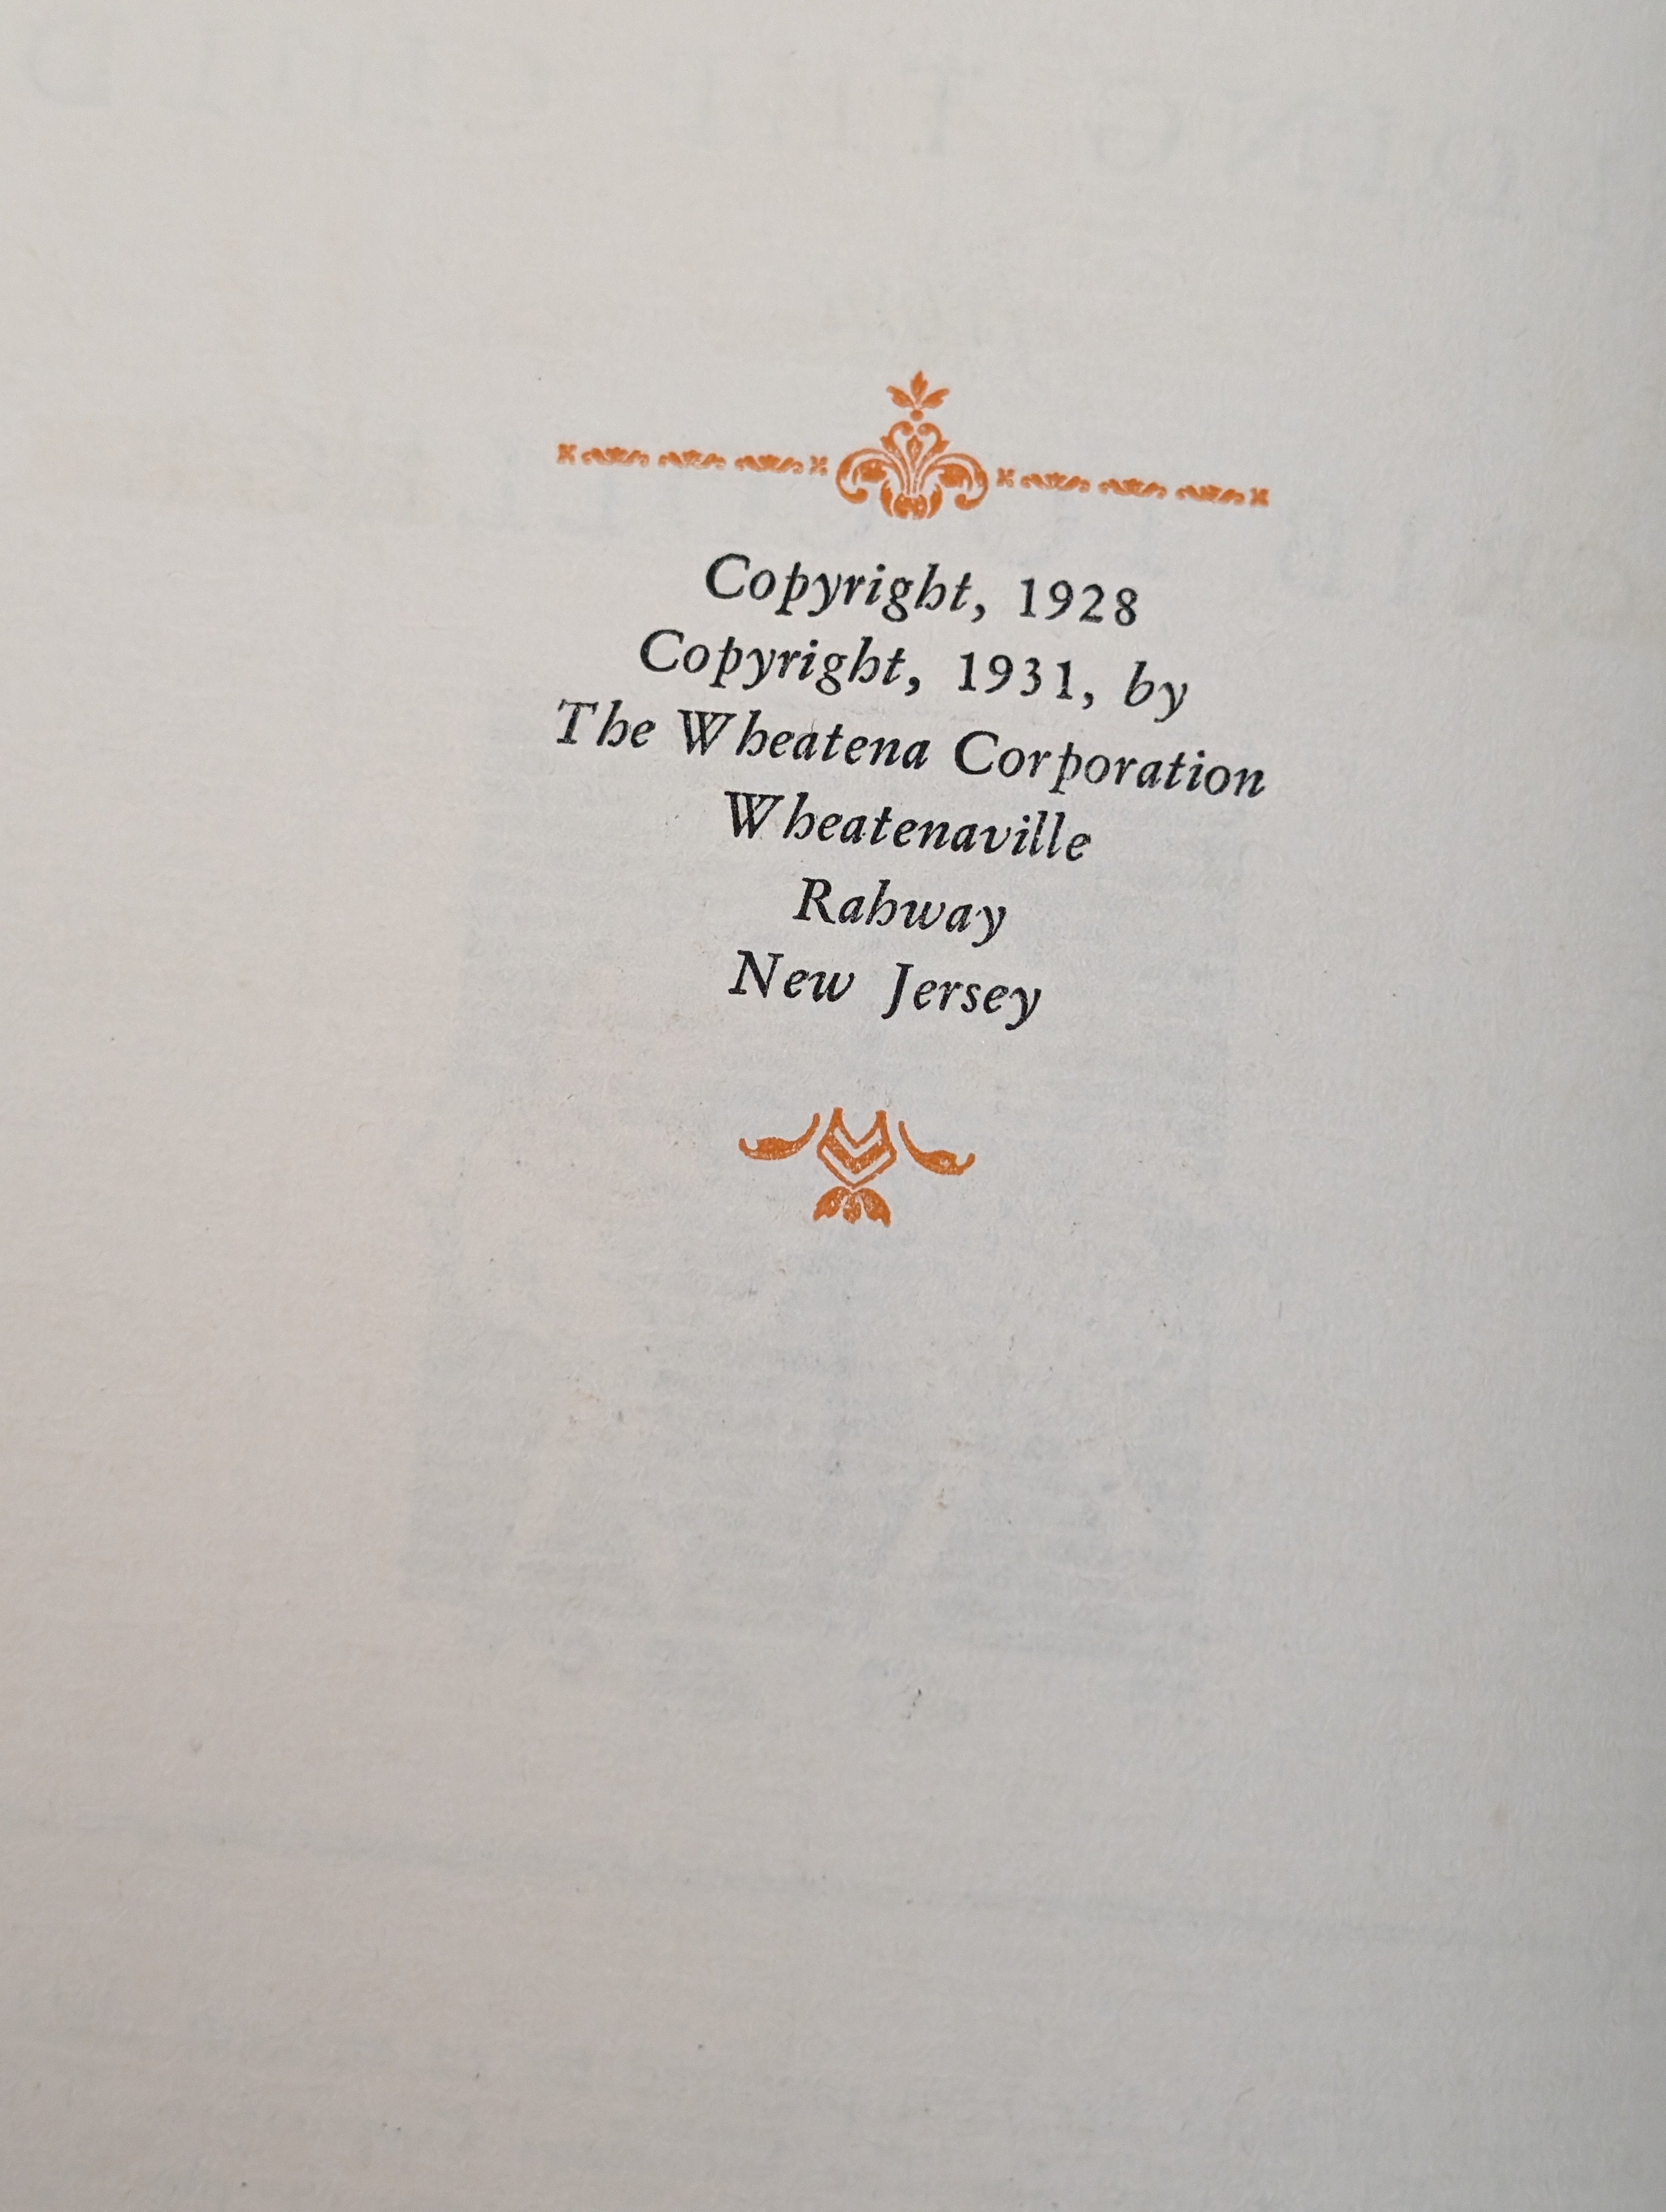 Copyright, 1928
Copyright, 1931, by
The Wheatena Corporation
Wheatenaville
Rahway
New Jersey